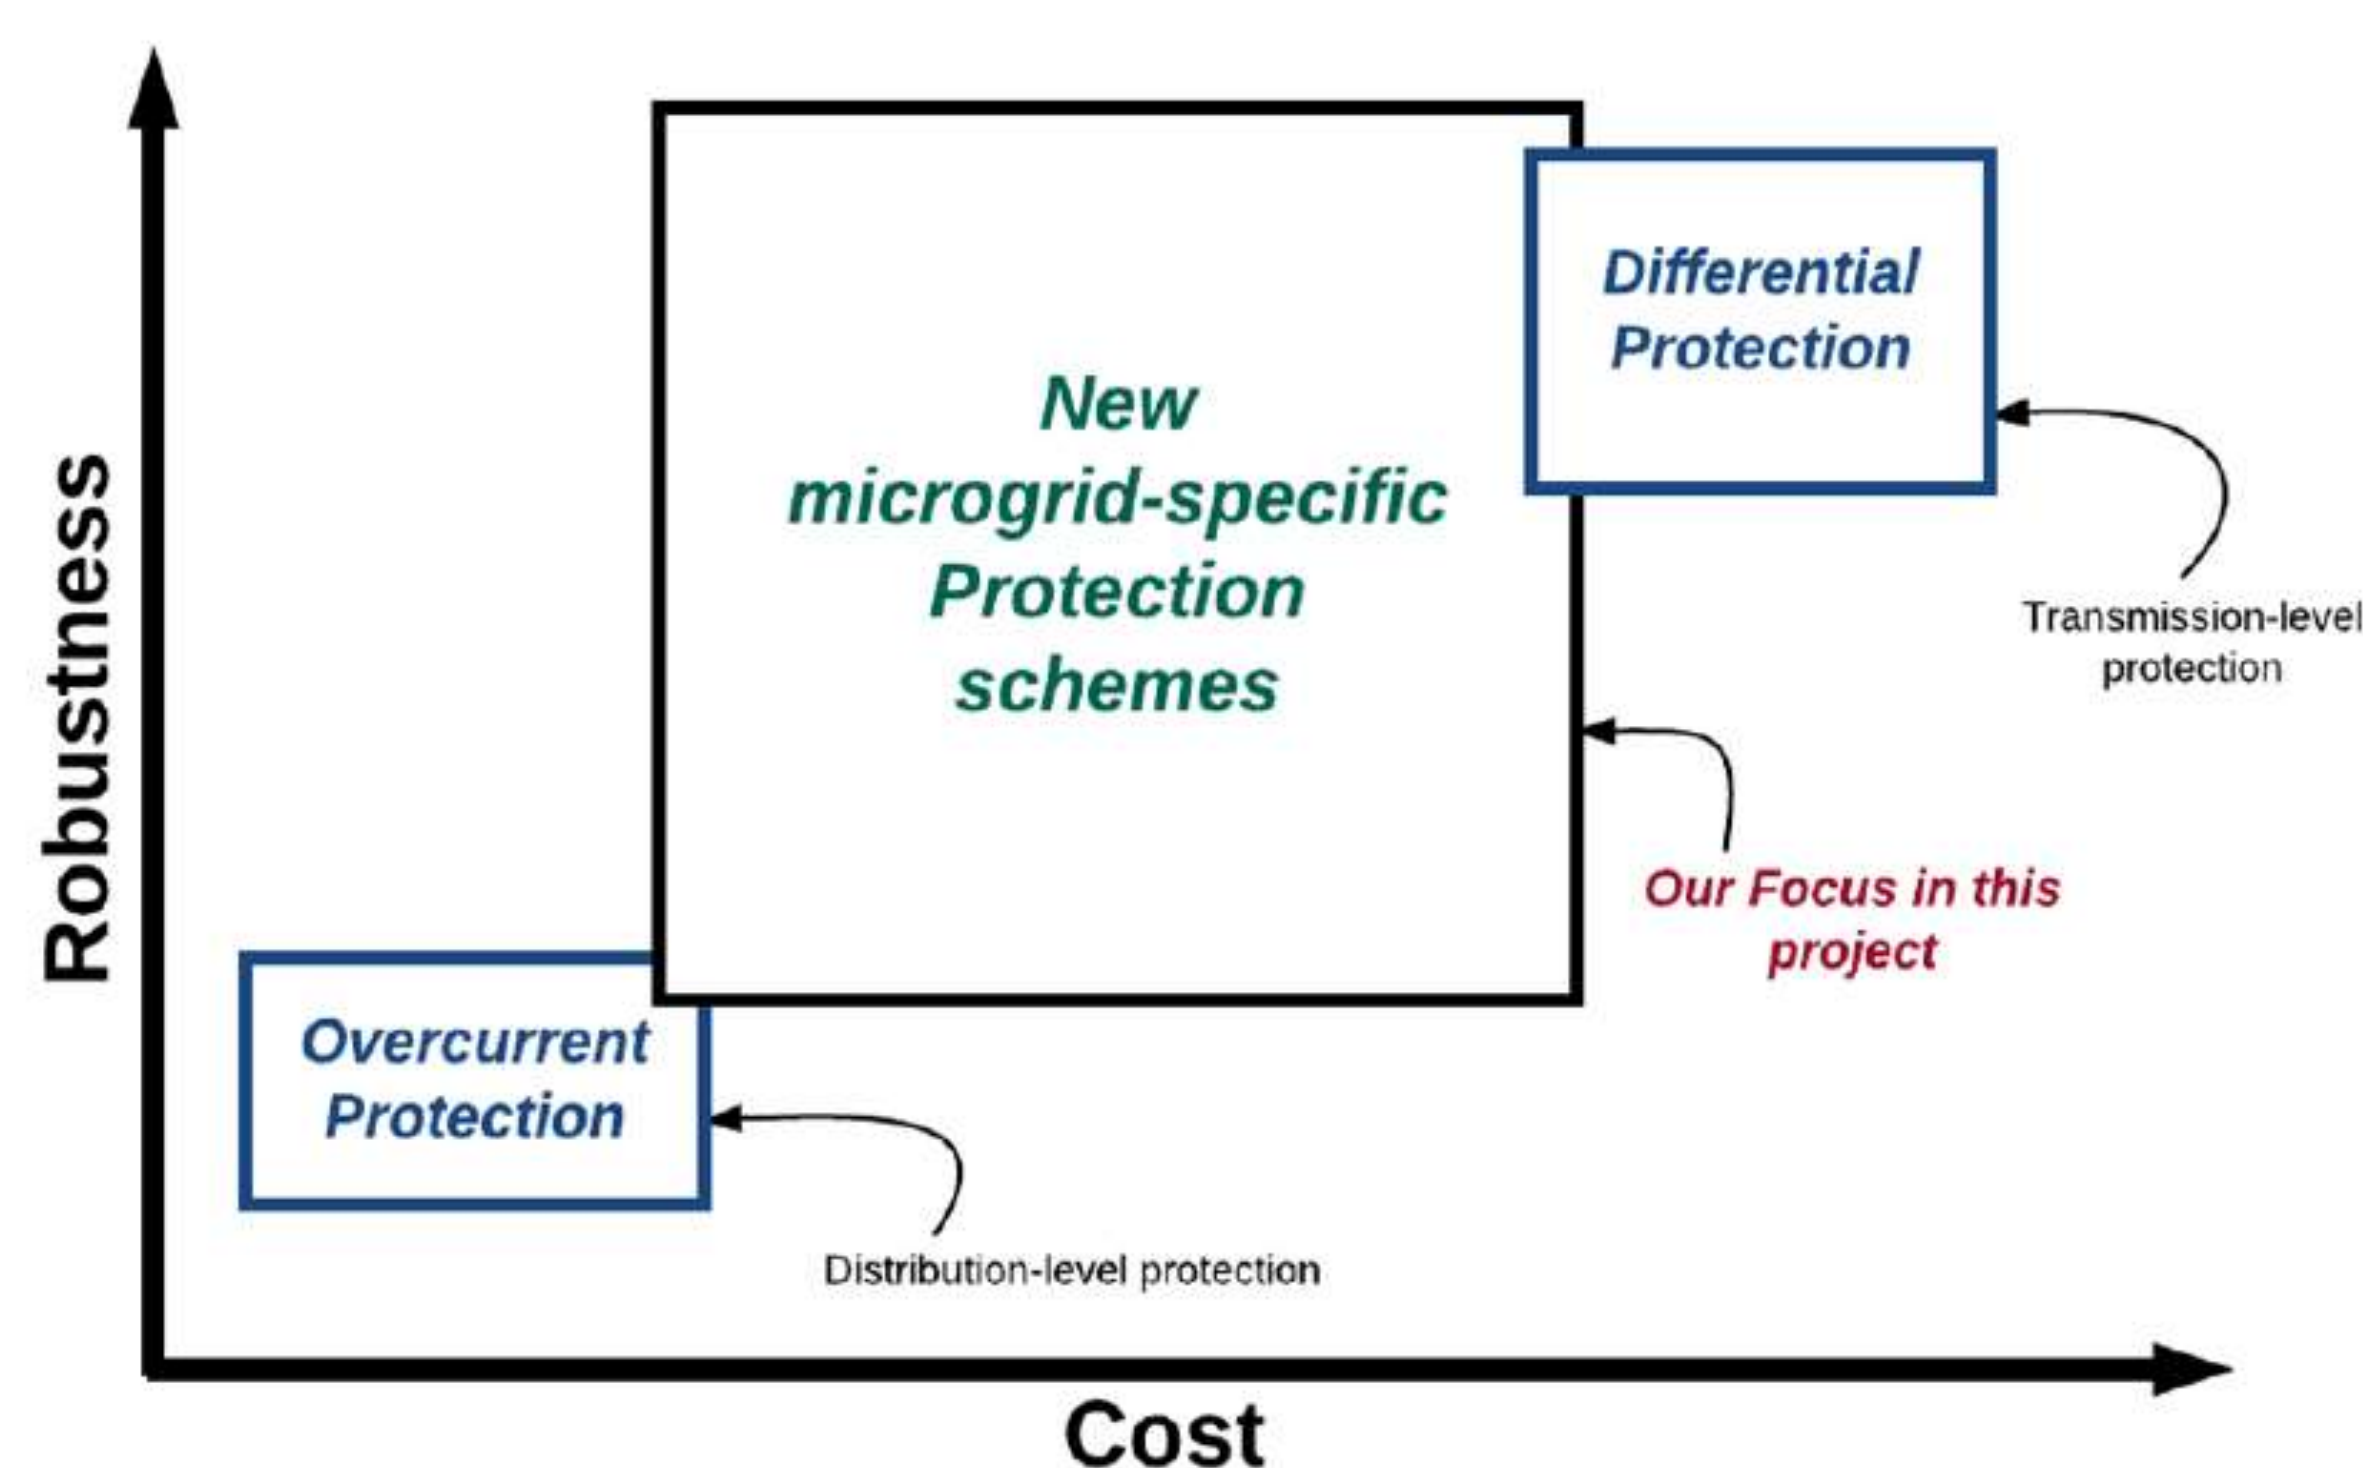 Robustness
New
microgrid-specific
Protection
schemes
Differential
Protection
Transmission-level
protection
Our Focus in this
project
Overcurrent
Protection
Distribution-level protection
Cost